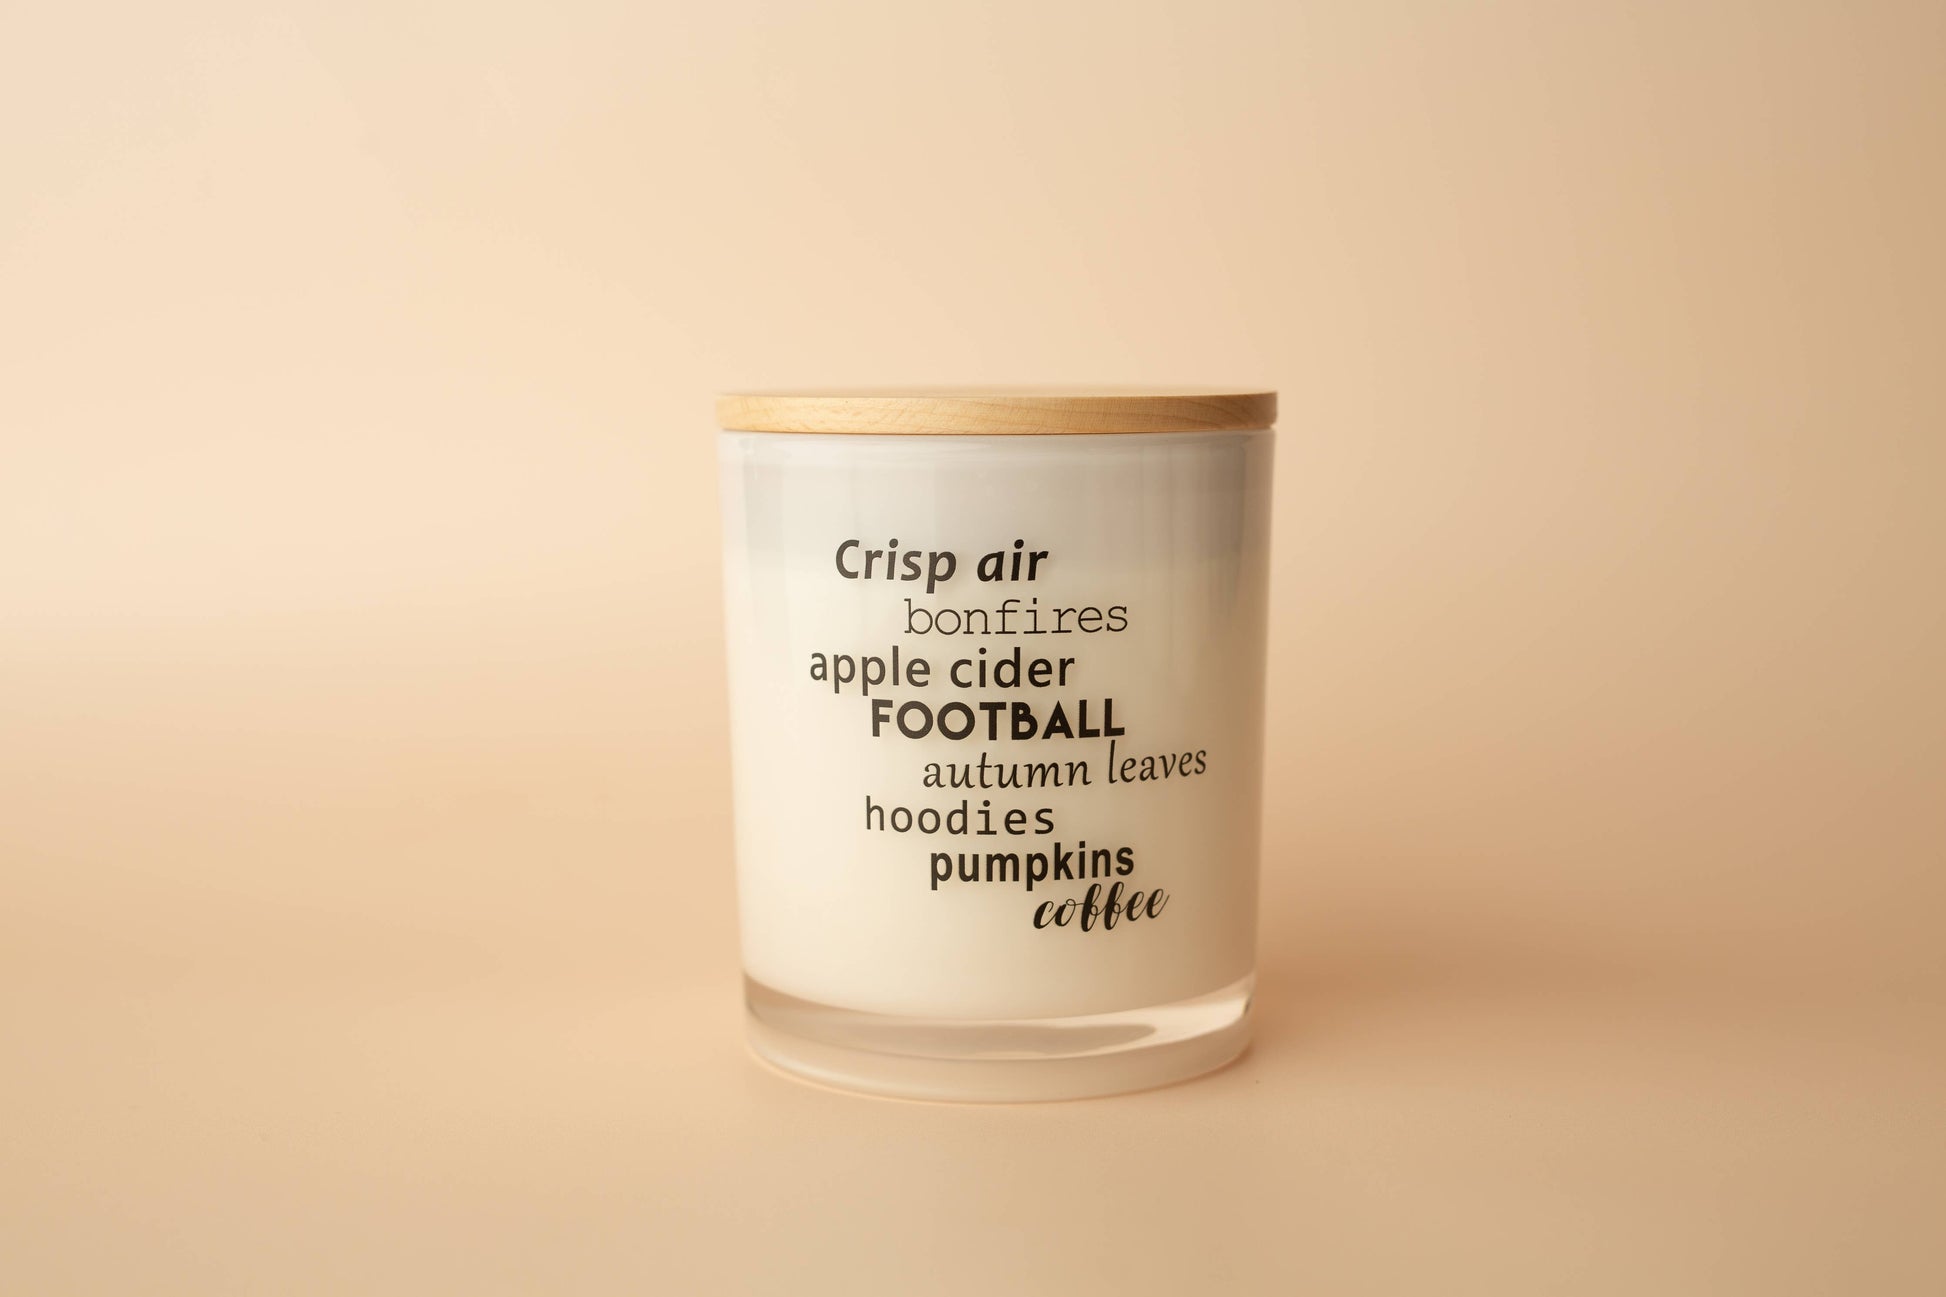 Crisp air
bonfires
apple cider
FOOTBALL
autumn leaves
hoodies
pumpkins
coffee